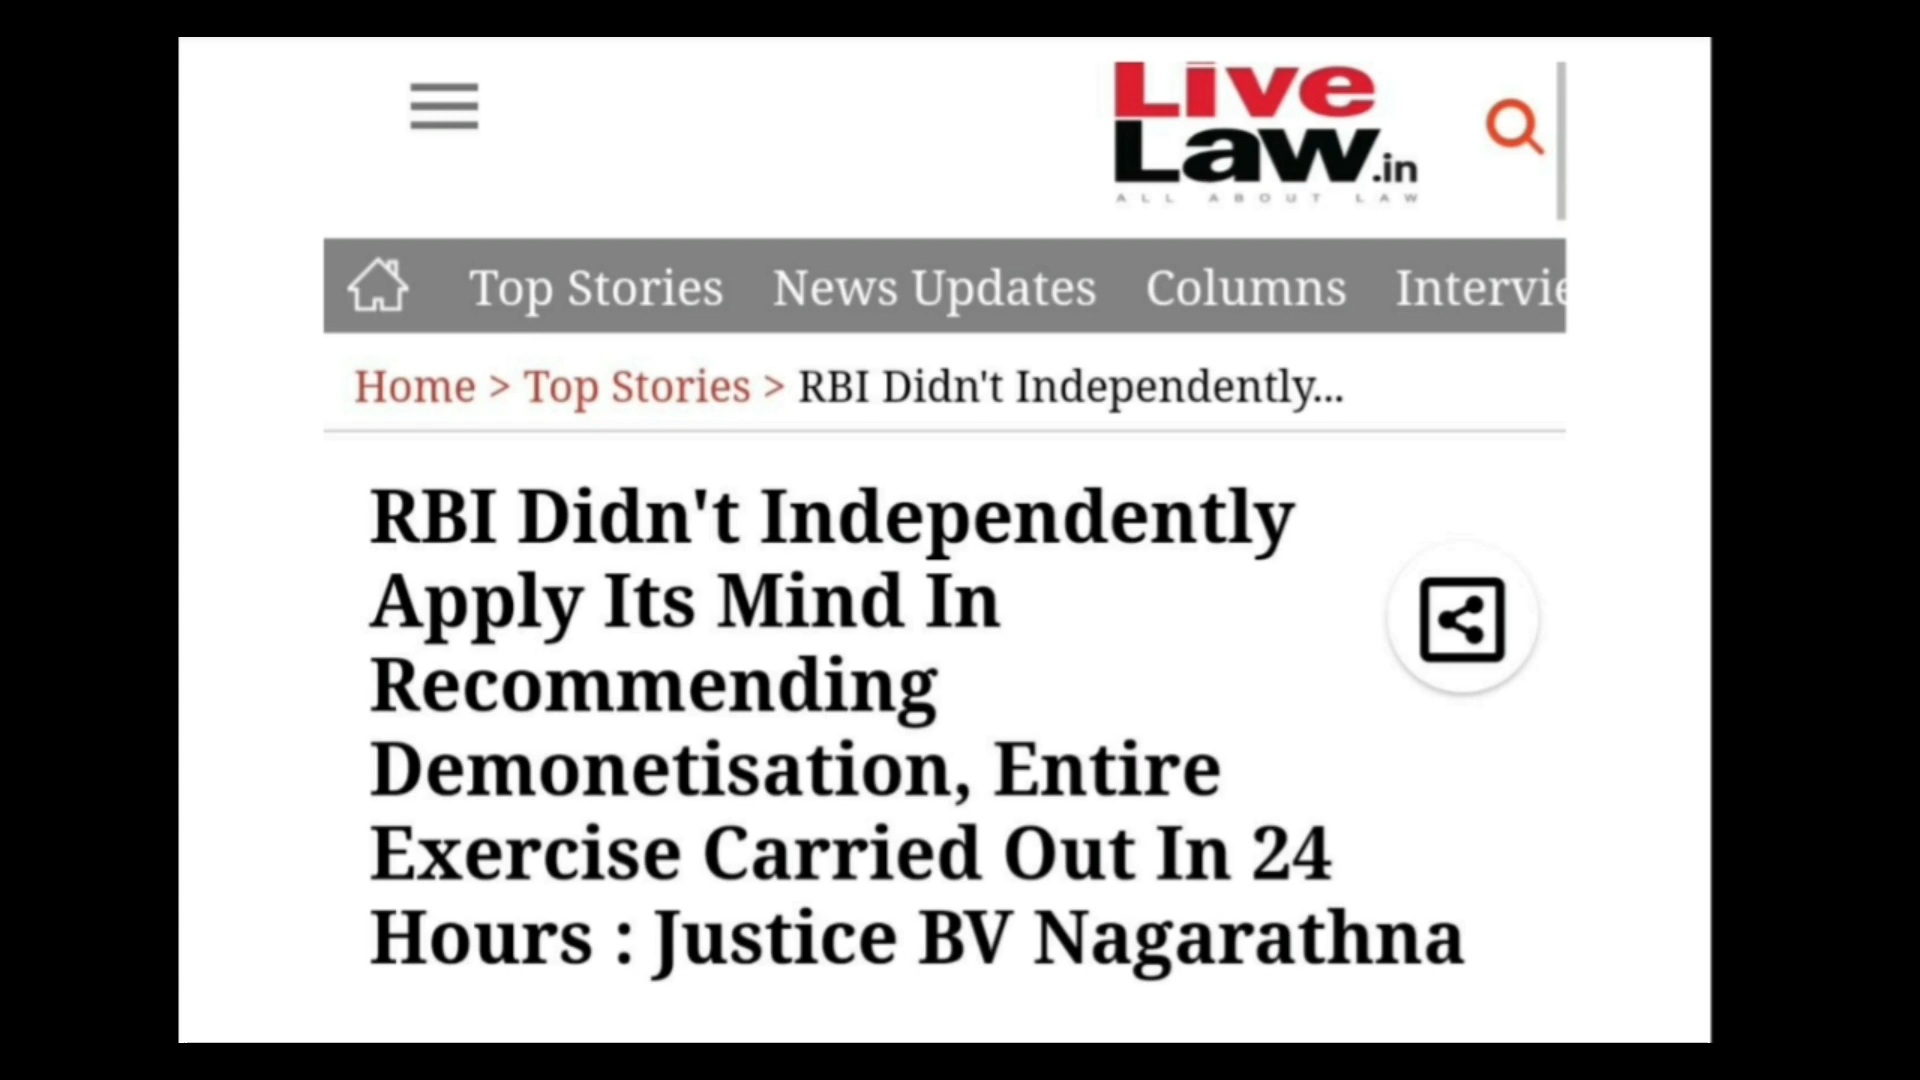 Live
Law.in
ALL ABOUT LAW
Top Stories News Updates Columns Intervie
Home > Top Stories > RBI Didn't Independently...
RBI Didn't Independently
Apply Its Mind In
Recommending
Demonetisation, Entire
Exercise Carried Out In 24
Hours : Justice BV Nagarathna